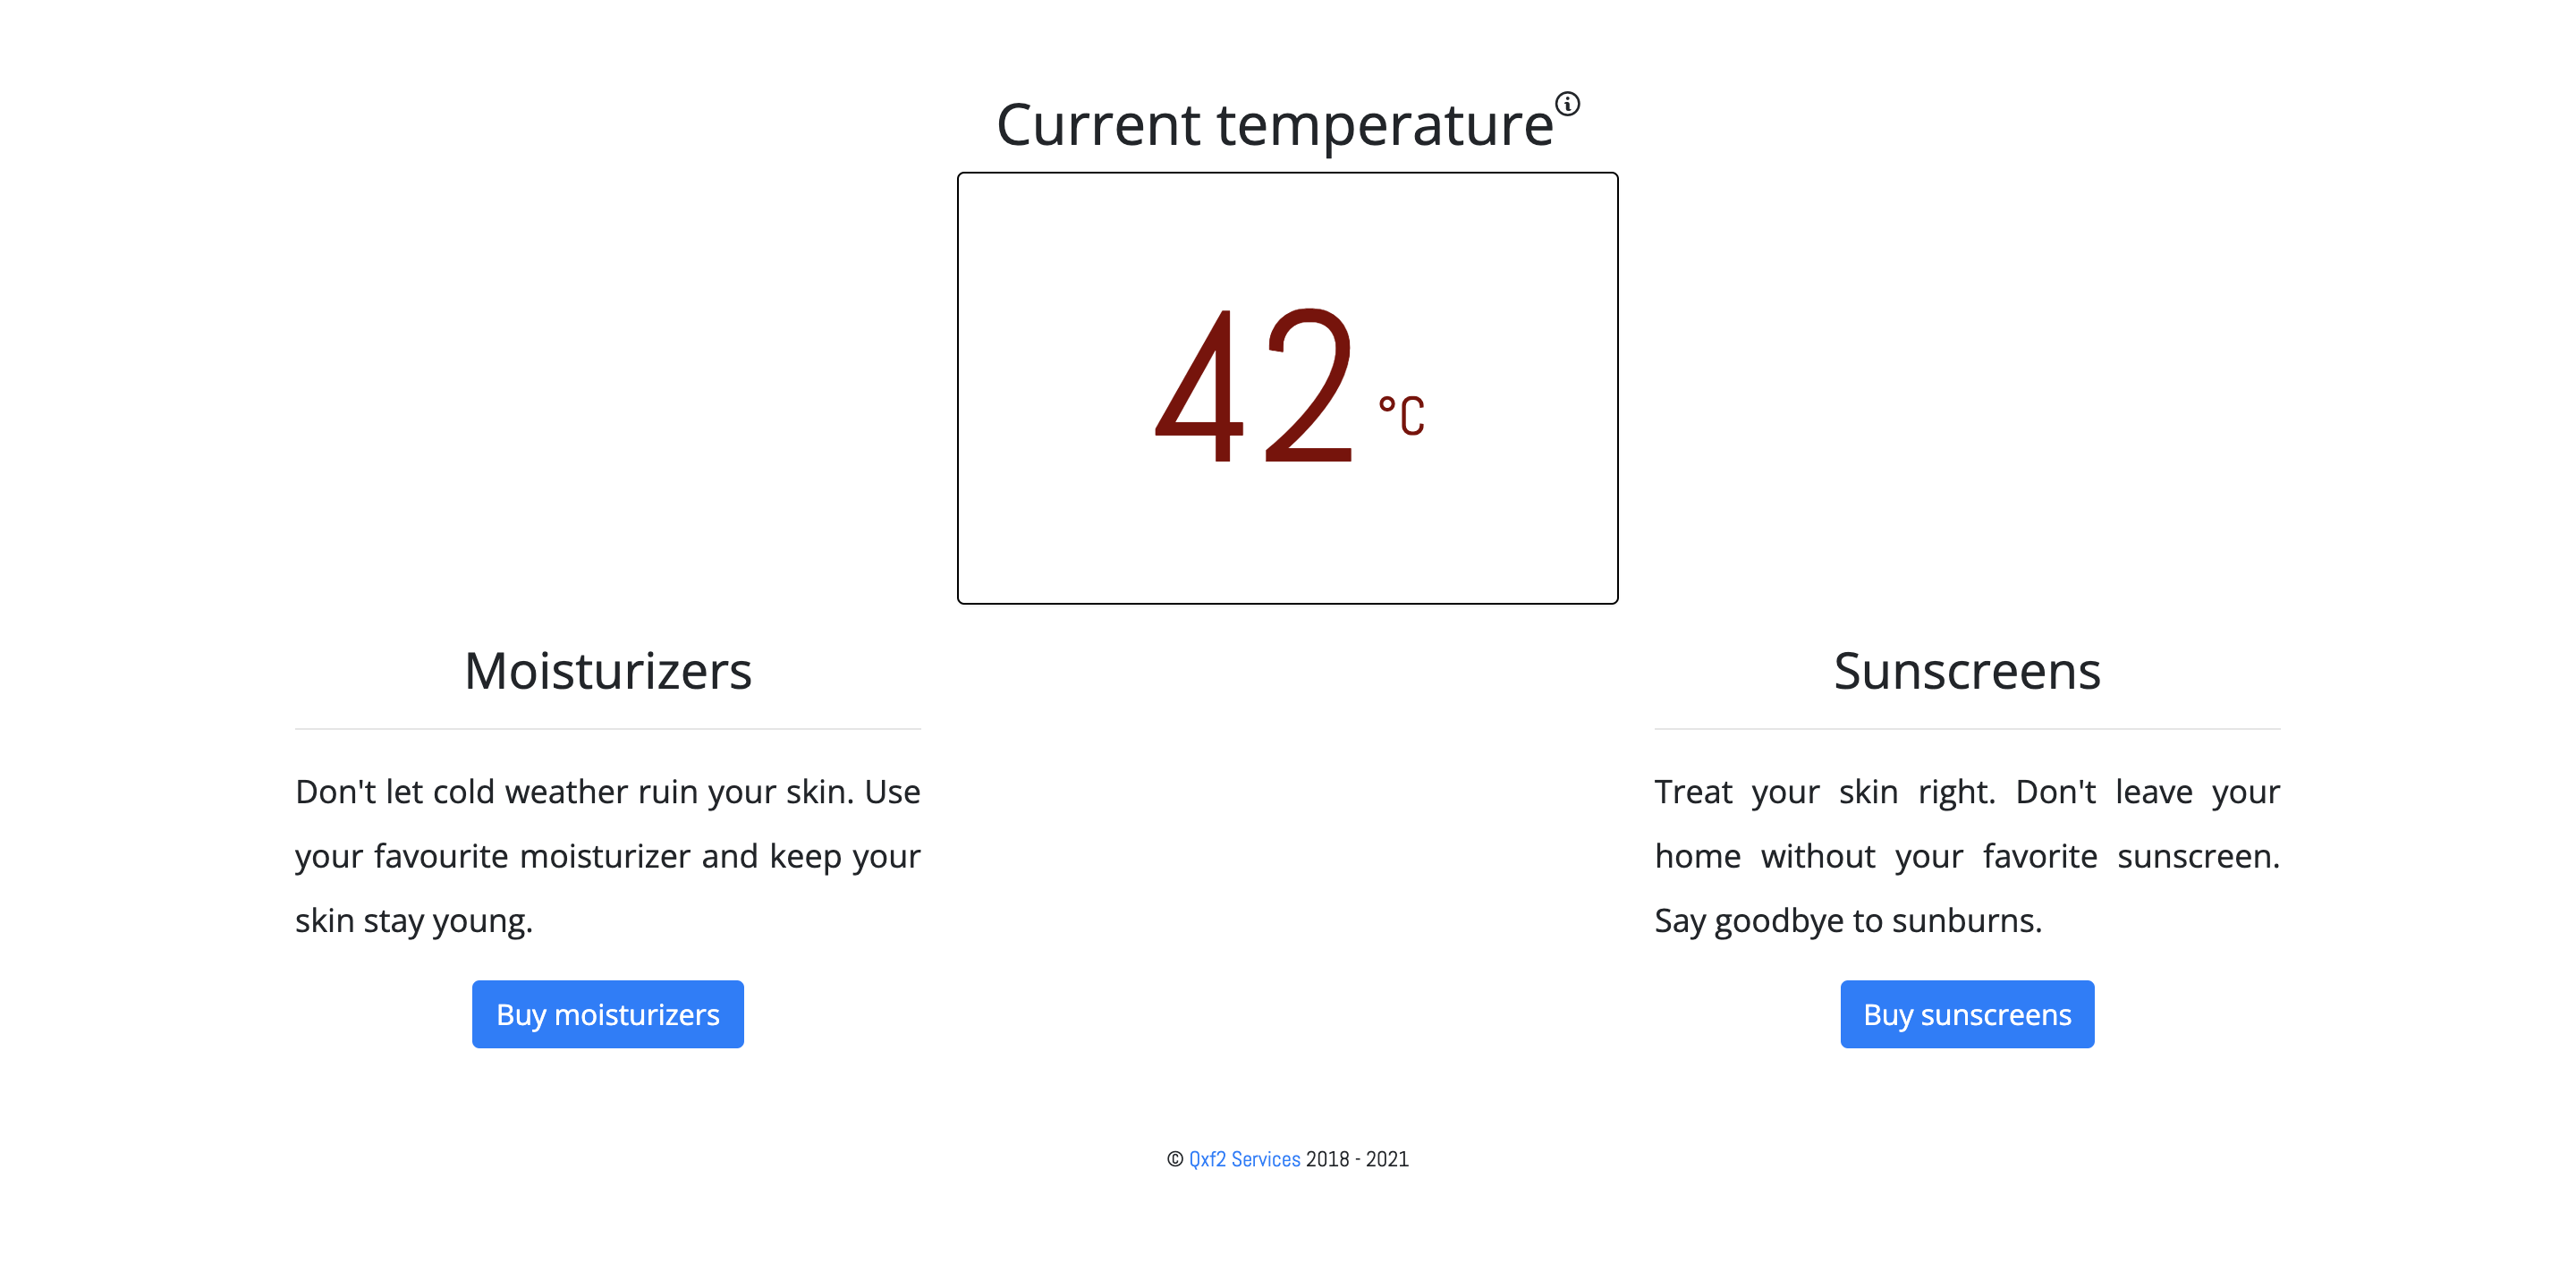 Current temperature
42 °C
Moisturizers
Don't let cold weather ruin your skin. Use
your favourite moisturizer and keep your
skin stay young.
Buy moisturizers
Sunscreens
Treat your skin right. Don't leave your
home without your favorite sunscreen.
Say goodbye to sunburns.
Buy sunscreens
© Qxf2 Services 2018 - 2021